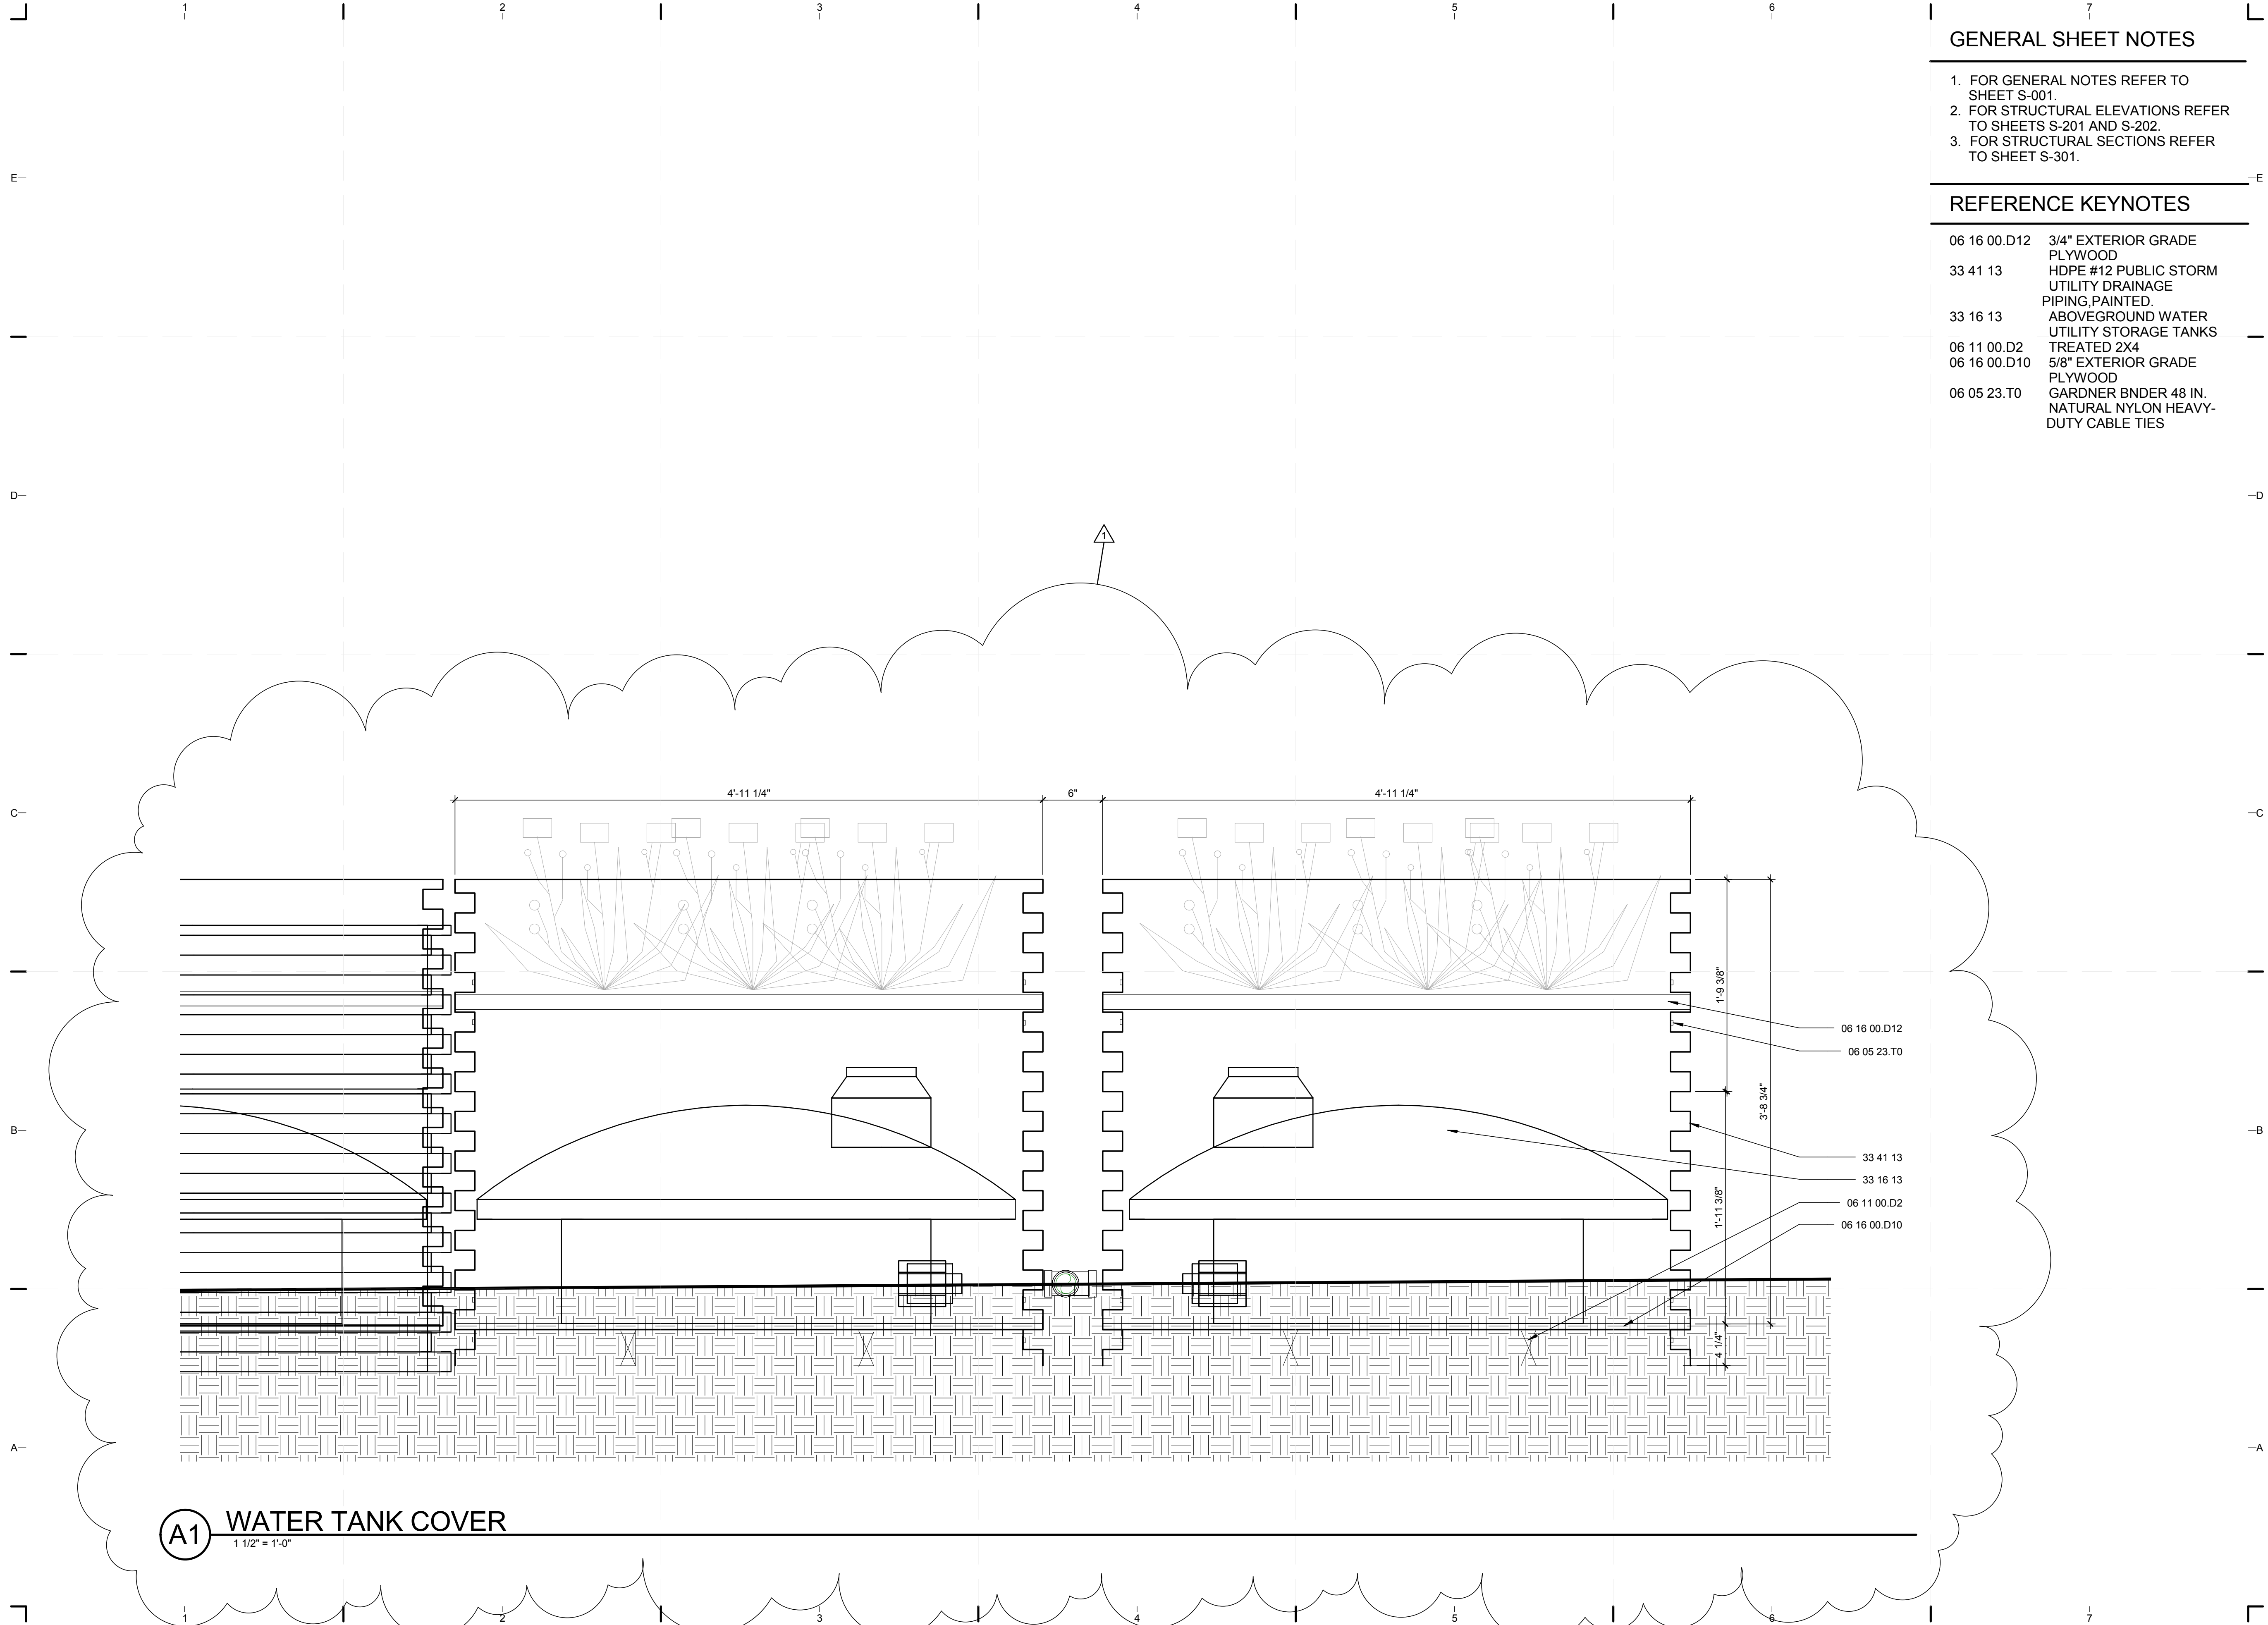 1 2 3 4 5 6 7
GENERAL SHEET NOTES
1. FOR GENERAL NOTES REFER TO
SHEET S-001.
2. FOR STRUCTURAL ELEVATIONS REFER
TO SHEETS S-201 AND S-202.
3. FOR STRUCTURAL SECTIONS REFER
TO SHEET S-301.
E E
REFERENCE KEYNOTES
06 16 00.D12 3/4" EXTERIOR GRADE
PLYWOOD
33 41 13 HDPE #12 PUBLIC STORM
UTILITY DRAINAGE
PIPING,PAINTED.
33 16 13 ABOVEGROUND WATER
UTILITY STORAGE TANKS
06 11 00.D2 TREATED 2X4
06 16 00.D10 5/8" EXTERIOR GRADE
PLYWOOD
06 05 23.T0 GARDNER BNDER 48 IN.
NATURAL NYLON HEAVY-
DUTY CABLE TIES
D D
1
4'-11 1/4" 6" 4'-11 1/4"
C C
1'-9 3/8"
06 16 00.D12
06 05 23.T0
3'-8 3/4"
B B
33 41 13
33 16 13
1'-11 3/8"
06 11 00.D2
06 16 00.D10
4 1/4"
A A
A1 WATER TANK COVER
1 1/2" = 1'-0"
1 2 3 4 5 6 7